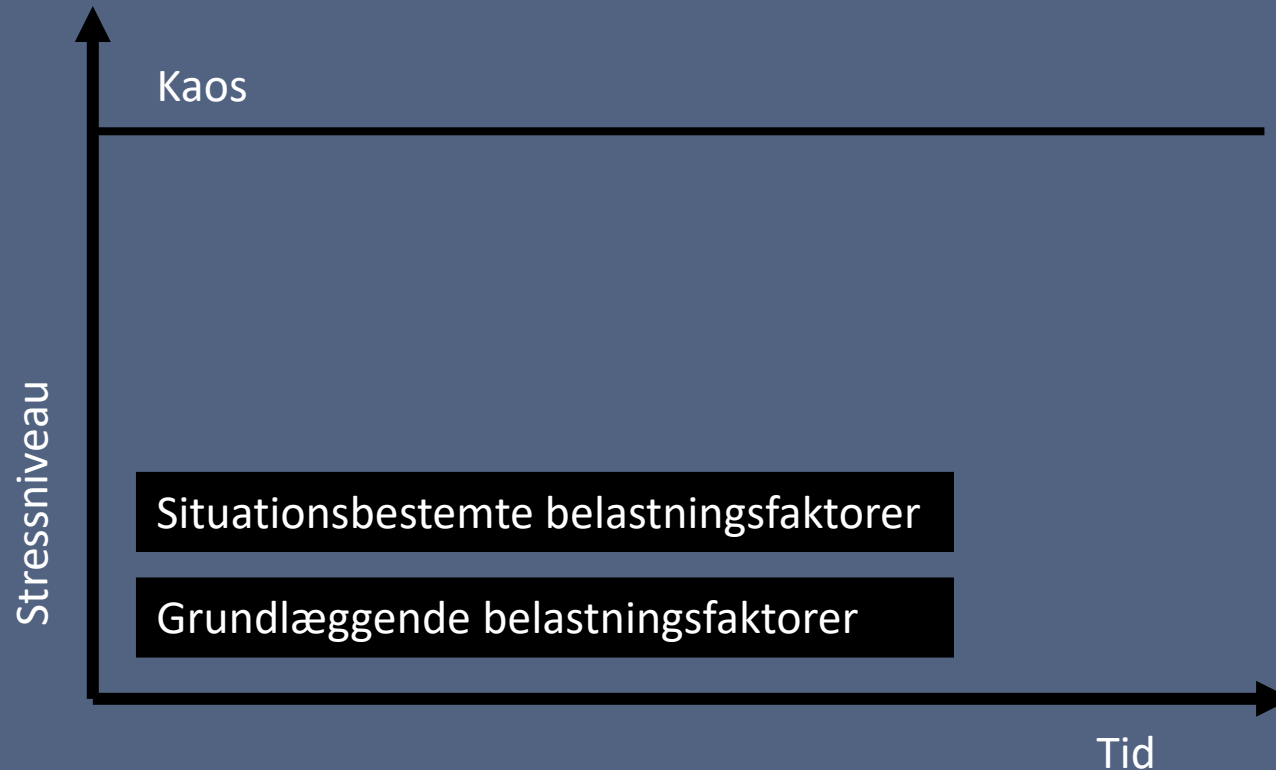 Kaos
Stressniveau
Situationsbestemte belastningsfaktorer
Grundlæggende belastningsfaktorer
Tid